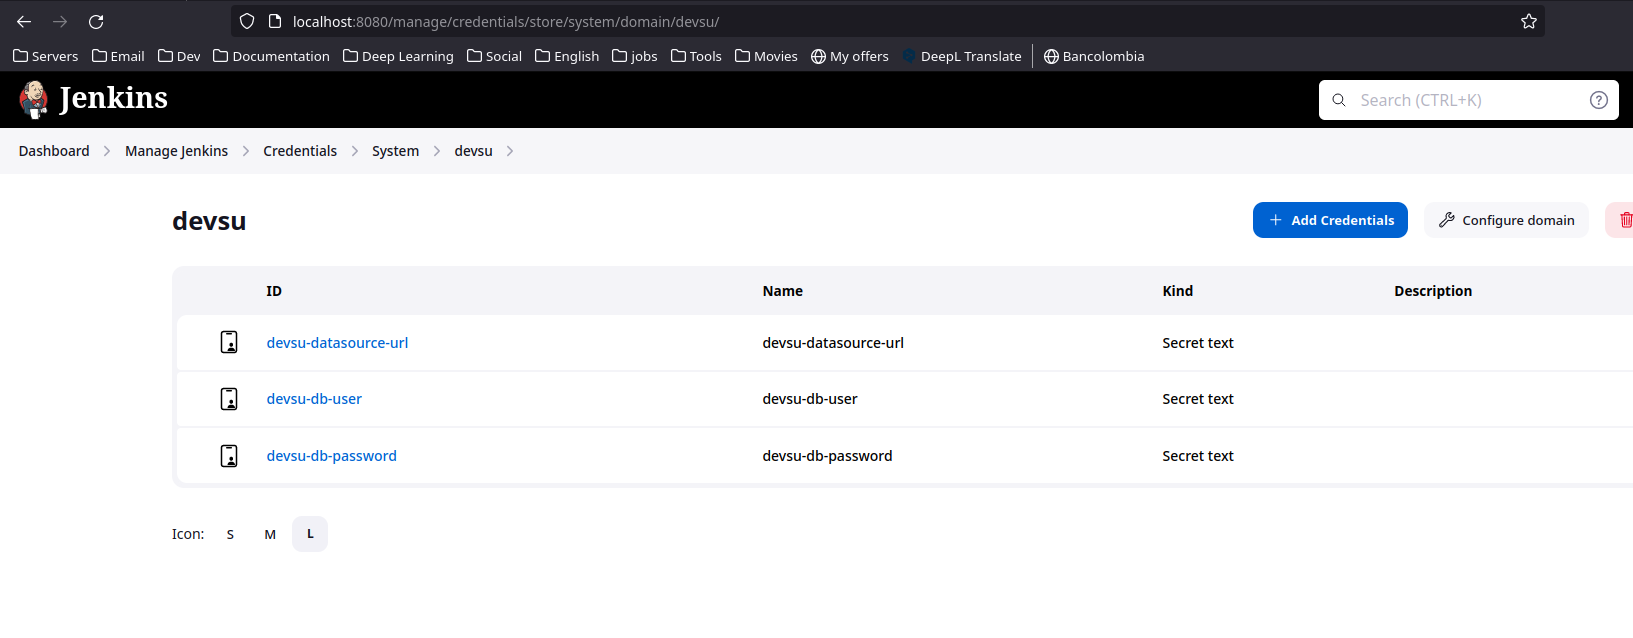 localhost:8080/manage/credentials/store/system/domain/devsu/
Servers Email Dev Documentation Deep Learning Social English jobs Tools Movies My offers DeepL Translate Bancolombia
Jenkins Search (CTRL+K) ?
Dashboard Manage Jenkins Credentials System devsu
devsu + Add Credentials Configure domain
ID Name Kind Description
devsu-datasource-url devsu-datasource-url Secret text
devsu-db-user devsu-db-user Secret text
devsu-db-password devsu-db-password Secret text
Icon: S M L